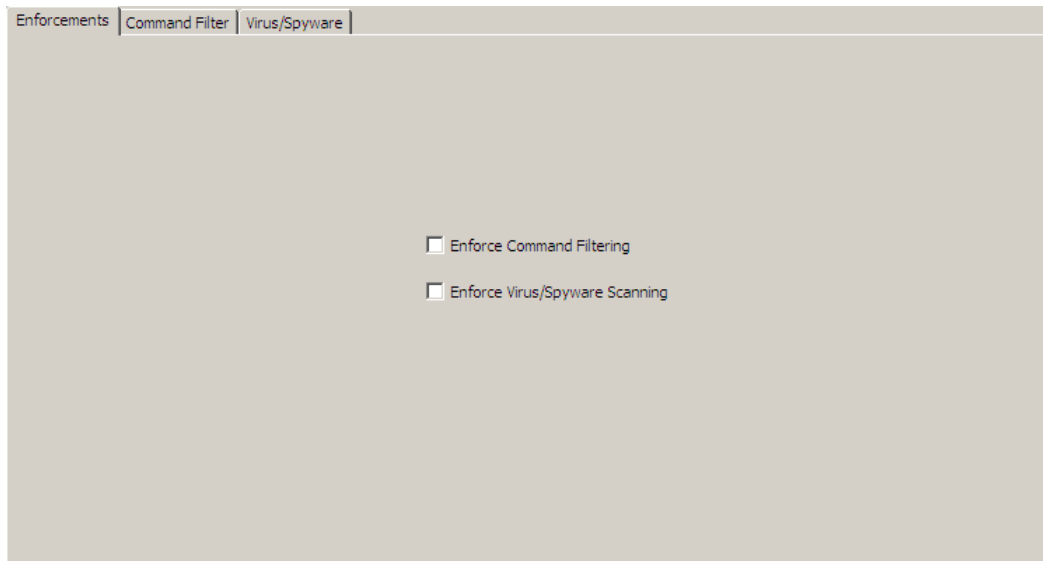 Enforcements Command Filter Virus/Spyware
Enforce Command Filtering
Enforce Virus/Spyware Scanning